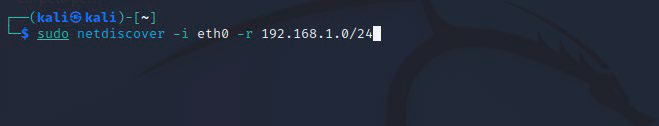 ┌──(kali㉿kali)-[~]
└─$ sudo netdiscover -i eth0 -r 192.168.1.0/24